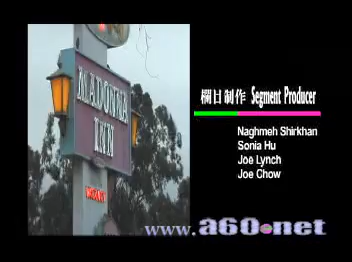 MADONNA
INN
欄目制作 Segment Producer
Naghmeh Shirkhan
Sonia Hu
Joe Lynch
Joe Chow
www.a60.net